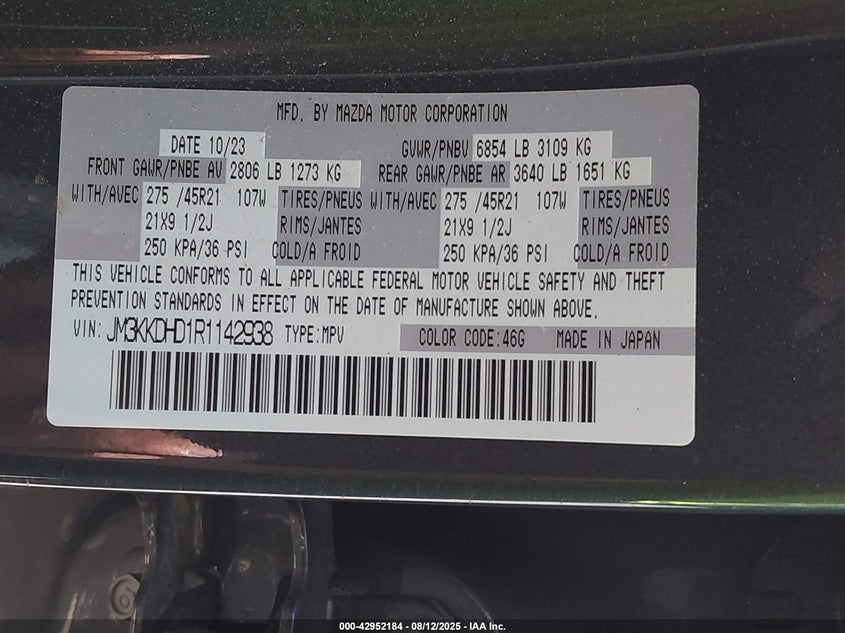 MFD. BY MAZDA MOTOR CORPORATION
DATE 10/23 GVWR/PNBV 6854 LB 3109 KG
FRONT GAWR/PNBE AV 2806 LB 1273 KG REAR GAWR/PNBE AR 3640 LB 1651 KG
WITH/AVEC 275 /45R21 107W TIRES/PNEUS WITH/AVEC 275 /45R21 107W TIRES/PNEUS
21X9 1/2J RIMS/JANTES 21X9 1/2J RIMS/JANTES
250 KPA/36 PSI COLD/A FROID 250 KPA/36 PSI COLD/A FROID
THIS VEHICLE CONFORMS TO ALL APPLICABLE FEDERAL MOTOR VEHICLE SAFETY AND THEFT
PREVENTION STANDARDS IN EFFECT ON THE DATE OF MANUFACTURE SHOWN ABOVE.
VIN: JM3KKDHD1R1142938 TYPE:MPV COLOR CODE:46G MADE IN JAPAN
000-42952184 - 08/12/2025 - IAA Inc.